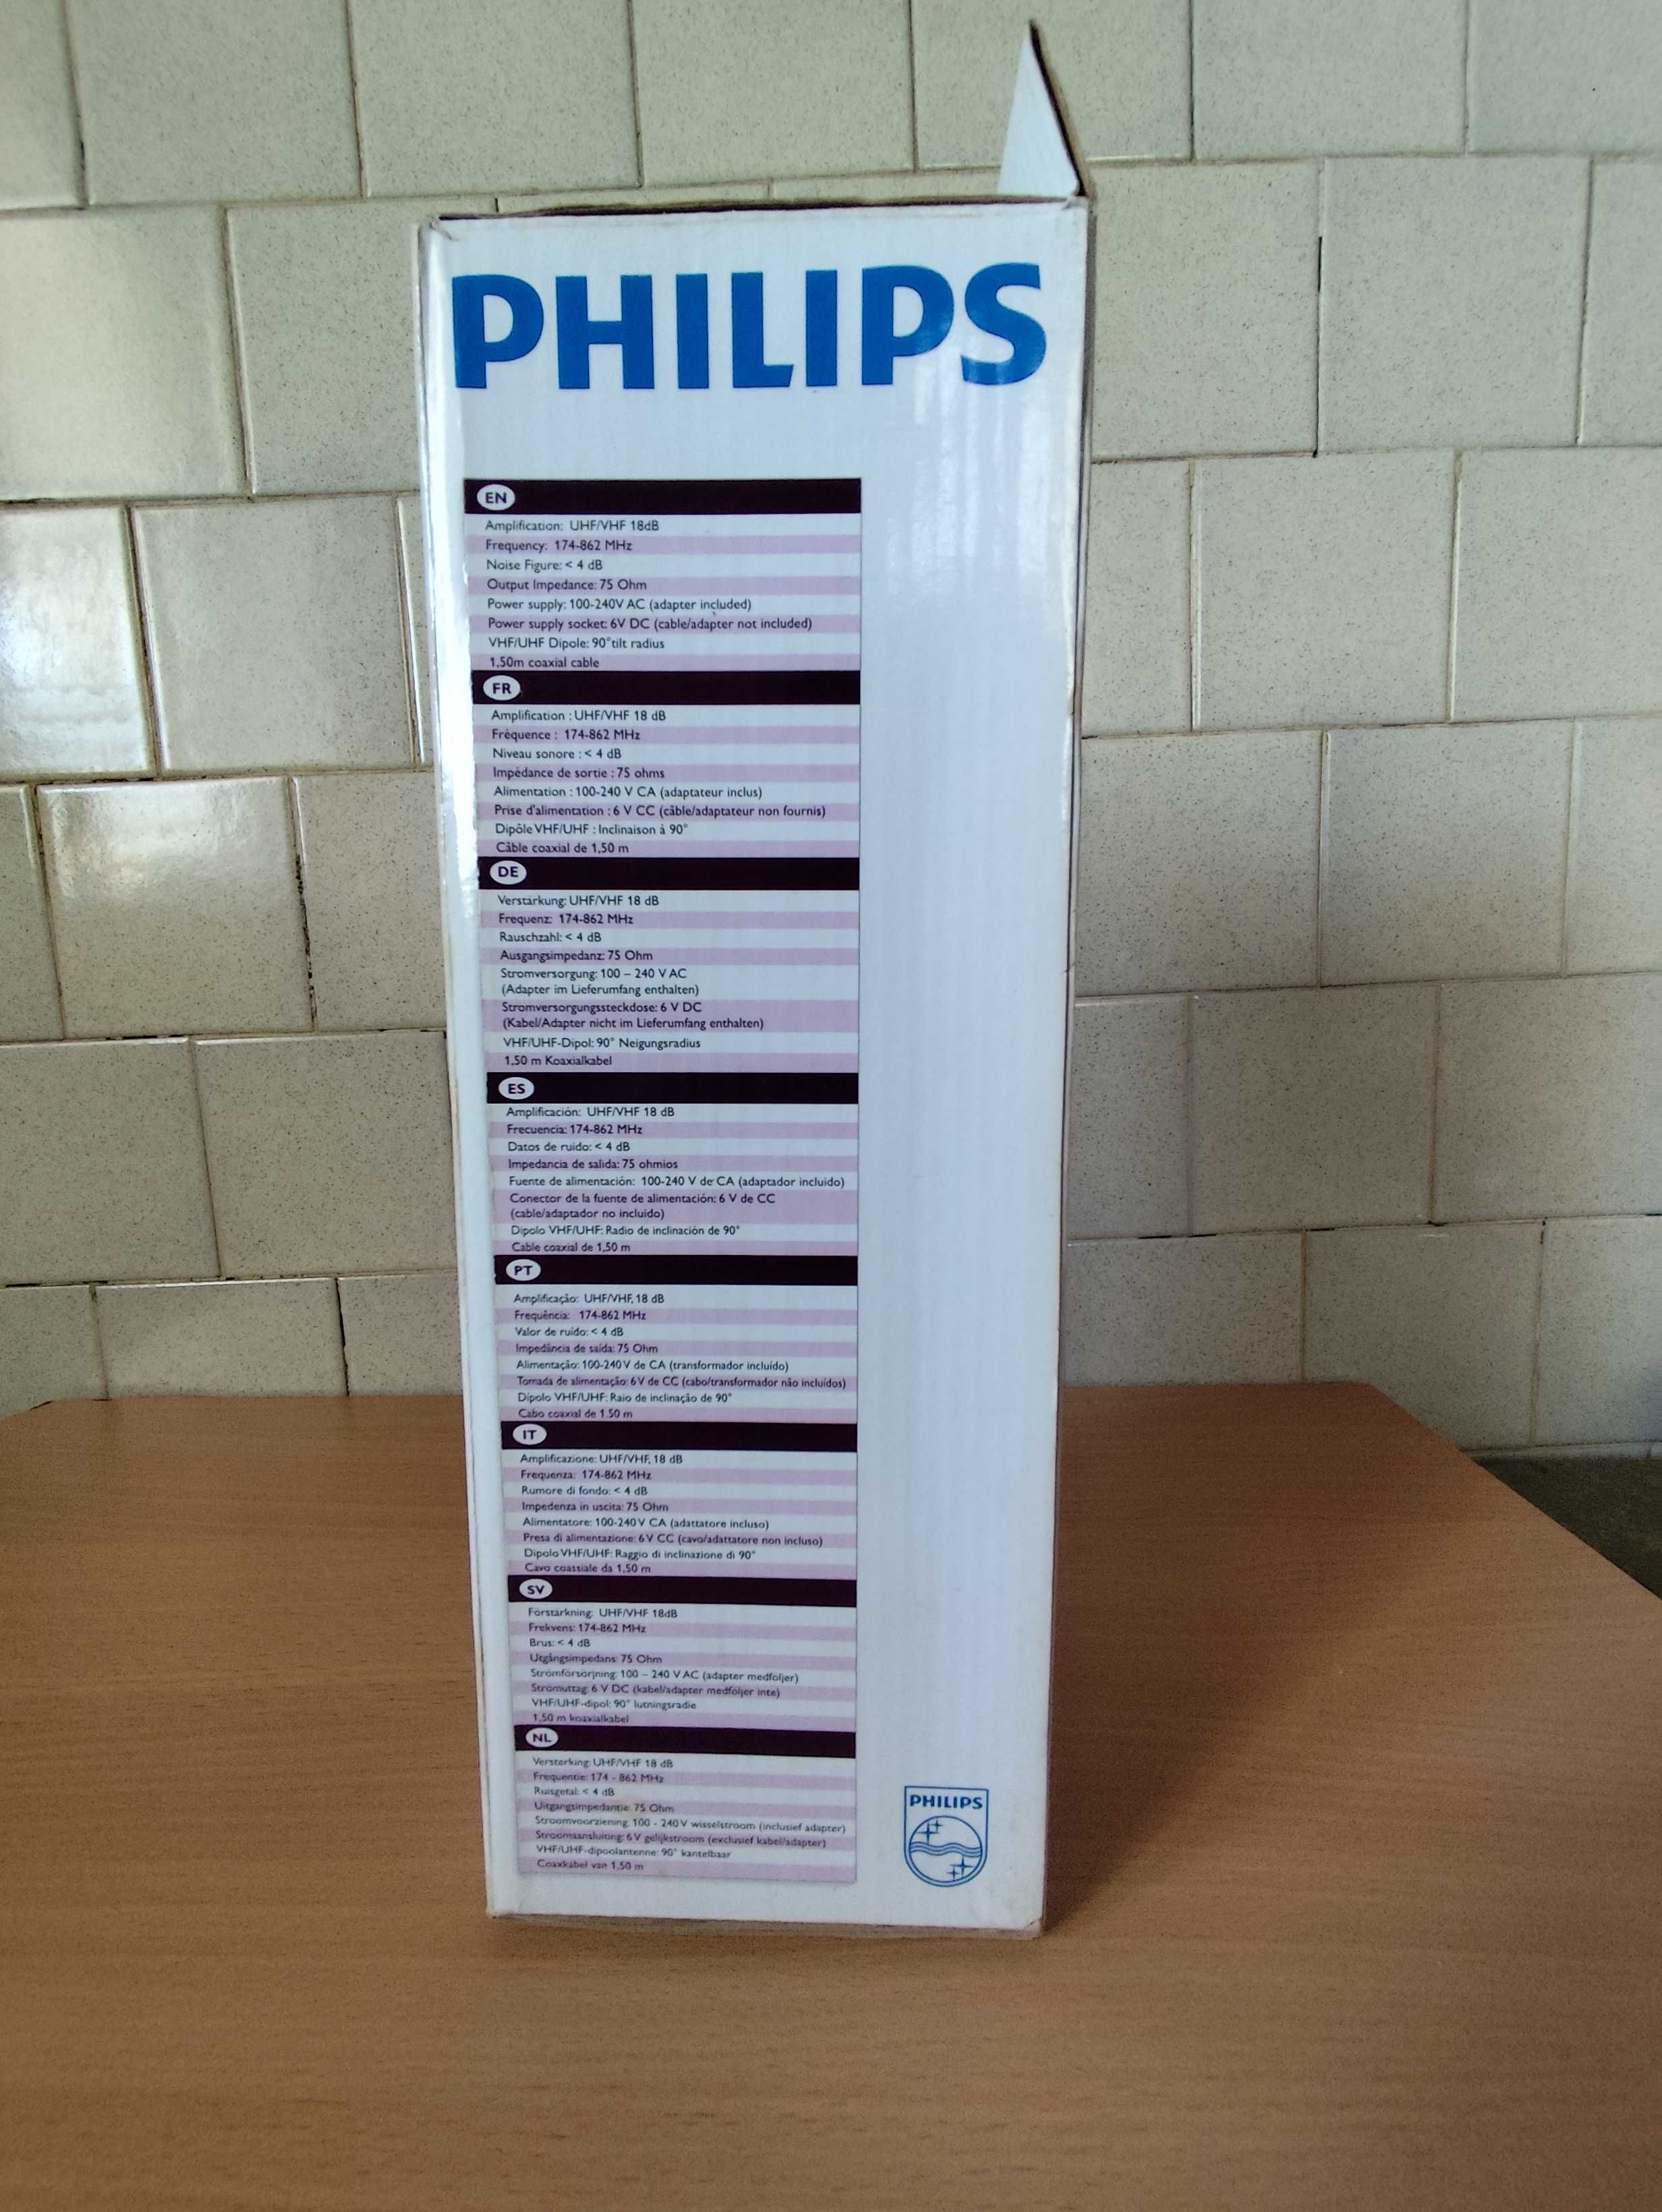 PHILIPS
EN
Amplification: UHF/VHF 18dB
Frequency: 174-862 MHz
Noise Figure: < 4 dB
Output Impedance: 75 Ohm
Power supply: 100-240V AC (adapter included)
Power supply socket: 6V DC (cable/adapter not included)
VHF/UHF Dipole: 90° tilt radius
1,50m coaxial cable
FR
Amplification : UHF/VHF 18 dB
Fréquence : 174-862 MHz
Niveau sonore : < 4 dB
Impédance de sortie : 75 ohms
Alimentation : 100-240 V CA (adaptateur inclus)
Prise d'alimentation : 6 V CC (câble/adaptateur non fournis)
Dipôle VHF/UHF : Inclinaison à 90°
Câble coaxial de 1,50 m
DE
Verstärkung: UHF/VHF 18 dB
Frequenz: 174-862 MHz
Rauschzahl: < 4 dB
Ausgangsimpedanz: 75 Ohm
Stromversorgung: 100 – 240 V AC
(Adapter im Lieferumfang enthalten)
Stromversorgungssteckdose: 6 V DC
(Kabel/Adapter nicht im Lieferumfang enthalten)
VHF/UHF-Dipol: 90° Neigungsradius
1,50 m Koaxialkabel
ES
Amplificación: UHF/VHF 18 dB
Frecuencia: 174-862 MHz
Datos de ruido: < 4 dB
Impedancia de salida: 75 ohmios
Fuente de alimentación: 100-240 V de CA (adaptador incluido)
Conector de la fuente de alimentación: 6 V de CC
(cable/adaptador no incluido)
Dipolo VHF/UHF: Radio de inclinación de 90°
Cable coaxial de 1,50 m
PT
Amplificação: UHF/VHF, 18 dB
Frequência: 174-862 MHz
Valor de ruído: < 4 dB
Impedância de saída: 75 Ohm
Alimentação: 100-240 V de CA (transformador incluído)
Tomada de alimentação: 6 V de CC (cabo/transformador não incluídos)
Dipolo VHF/UHF: Raio de inclinação de 90°
Cabo coaxial de 1.50 m
IT
Amplificazione: UHF/VHF, 18 dB
Frequenza: 174-862 MHz
Rumore di fondo: < 4 dB
Impedenza in uscita: 75 Ohm
Alimentatore: 100-240 V CA (adattatore incluso)
Presa di alimentazione: 6 V CC (cavo/adattatore non incluso)
Dipolo VHF/UHF: Raggio di inclinazione di 90°
Cavo coassiale da 1,50 m
SV
Förstärkning: UHF/VHF 18dB
Frekvens: 174-862 MHz
Brus: < 4 dB
Utgångsimpedans: 75 Ohm
Strömförsörjning: 100 – 240 V AC (adapter medföljer)
Strömuttag: 6 V DC (kabel/adapter medföljer inte)
VHF/UHF-dipol: 90° lutningsradie
1,50 m koaxialkabel
NL
Versterking: UHF/VHF 18 dB
Frequentie: 174 - 862 MHz
Ruisgetal: < 4 dB
Uitgangsimpedantie: 75 Ohm
Stroomvoorziening: 100 - 240 V wisselstroom (inclusief adapter)
Stroomaansluiting: 6 V gelijkstroom (exclusief kabel/adapter)
VHF/UHF-dipoolantenne: 90° kantelbaar
Coaxkabel van 1,50 m
PHILIPS